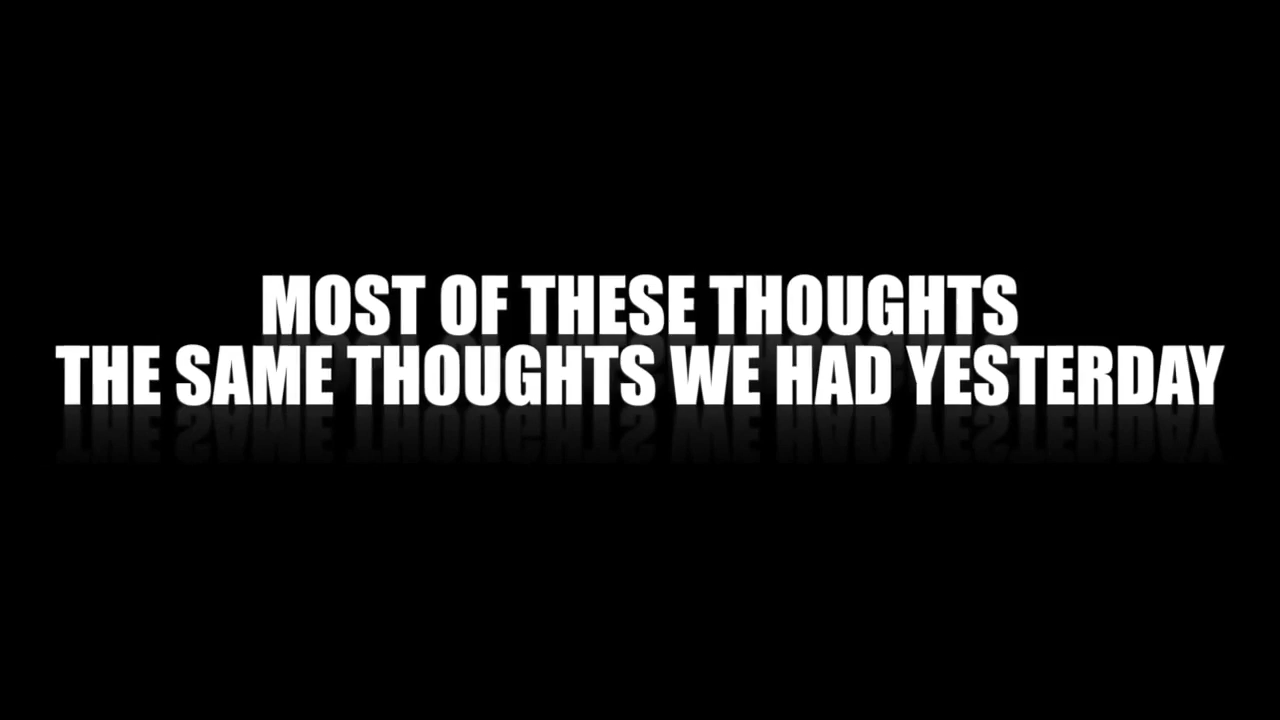 MOST OF THESE THOUGHTS
THE SAME THOUGHTS WE HAD YESTERDAY